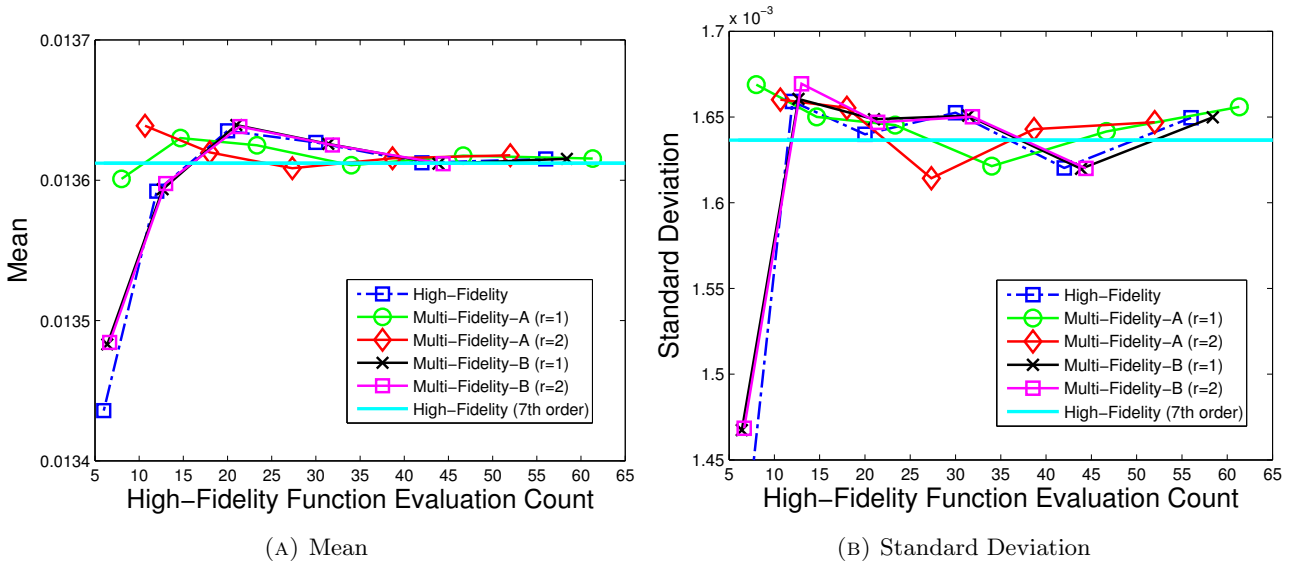 0.0137
0.0136
0.0135
0.0134
Mean
5 10 15 20 25 30 35 40 45 50 55 60 65
High-Fidelity Function Evaluation Count
High-Fidelity
Multi-Fidelity-A (r=1)
Multi-Fidelity-A (r=2)
Multi-Fidelity-B (r=1)
Multi-Fidelity-B (r=2)
High-Fidelity (7th order)
(A) Mean
x 10⁻³
1.7
1.65
1.6
1.55
1.5
1.45
Standard Deviation
5 10 15 20 25 30 35 40 45 50 55 60 65
High-Fidelity Function Evaluation Count
High-Fidelity
Multi-Fidelity-A (r=1)
Multi-Fidelity-A (r=2)
Multi-Fidelity-B (r=1)
Multi-Fidelity-B (r=2)
High-Fidelity (7th order)
(B) Standard Deviation